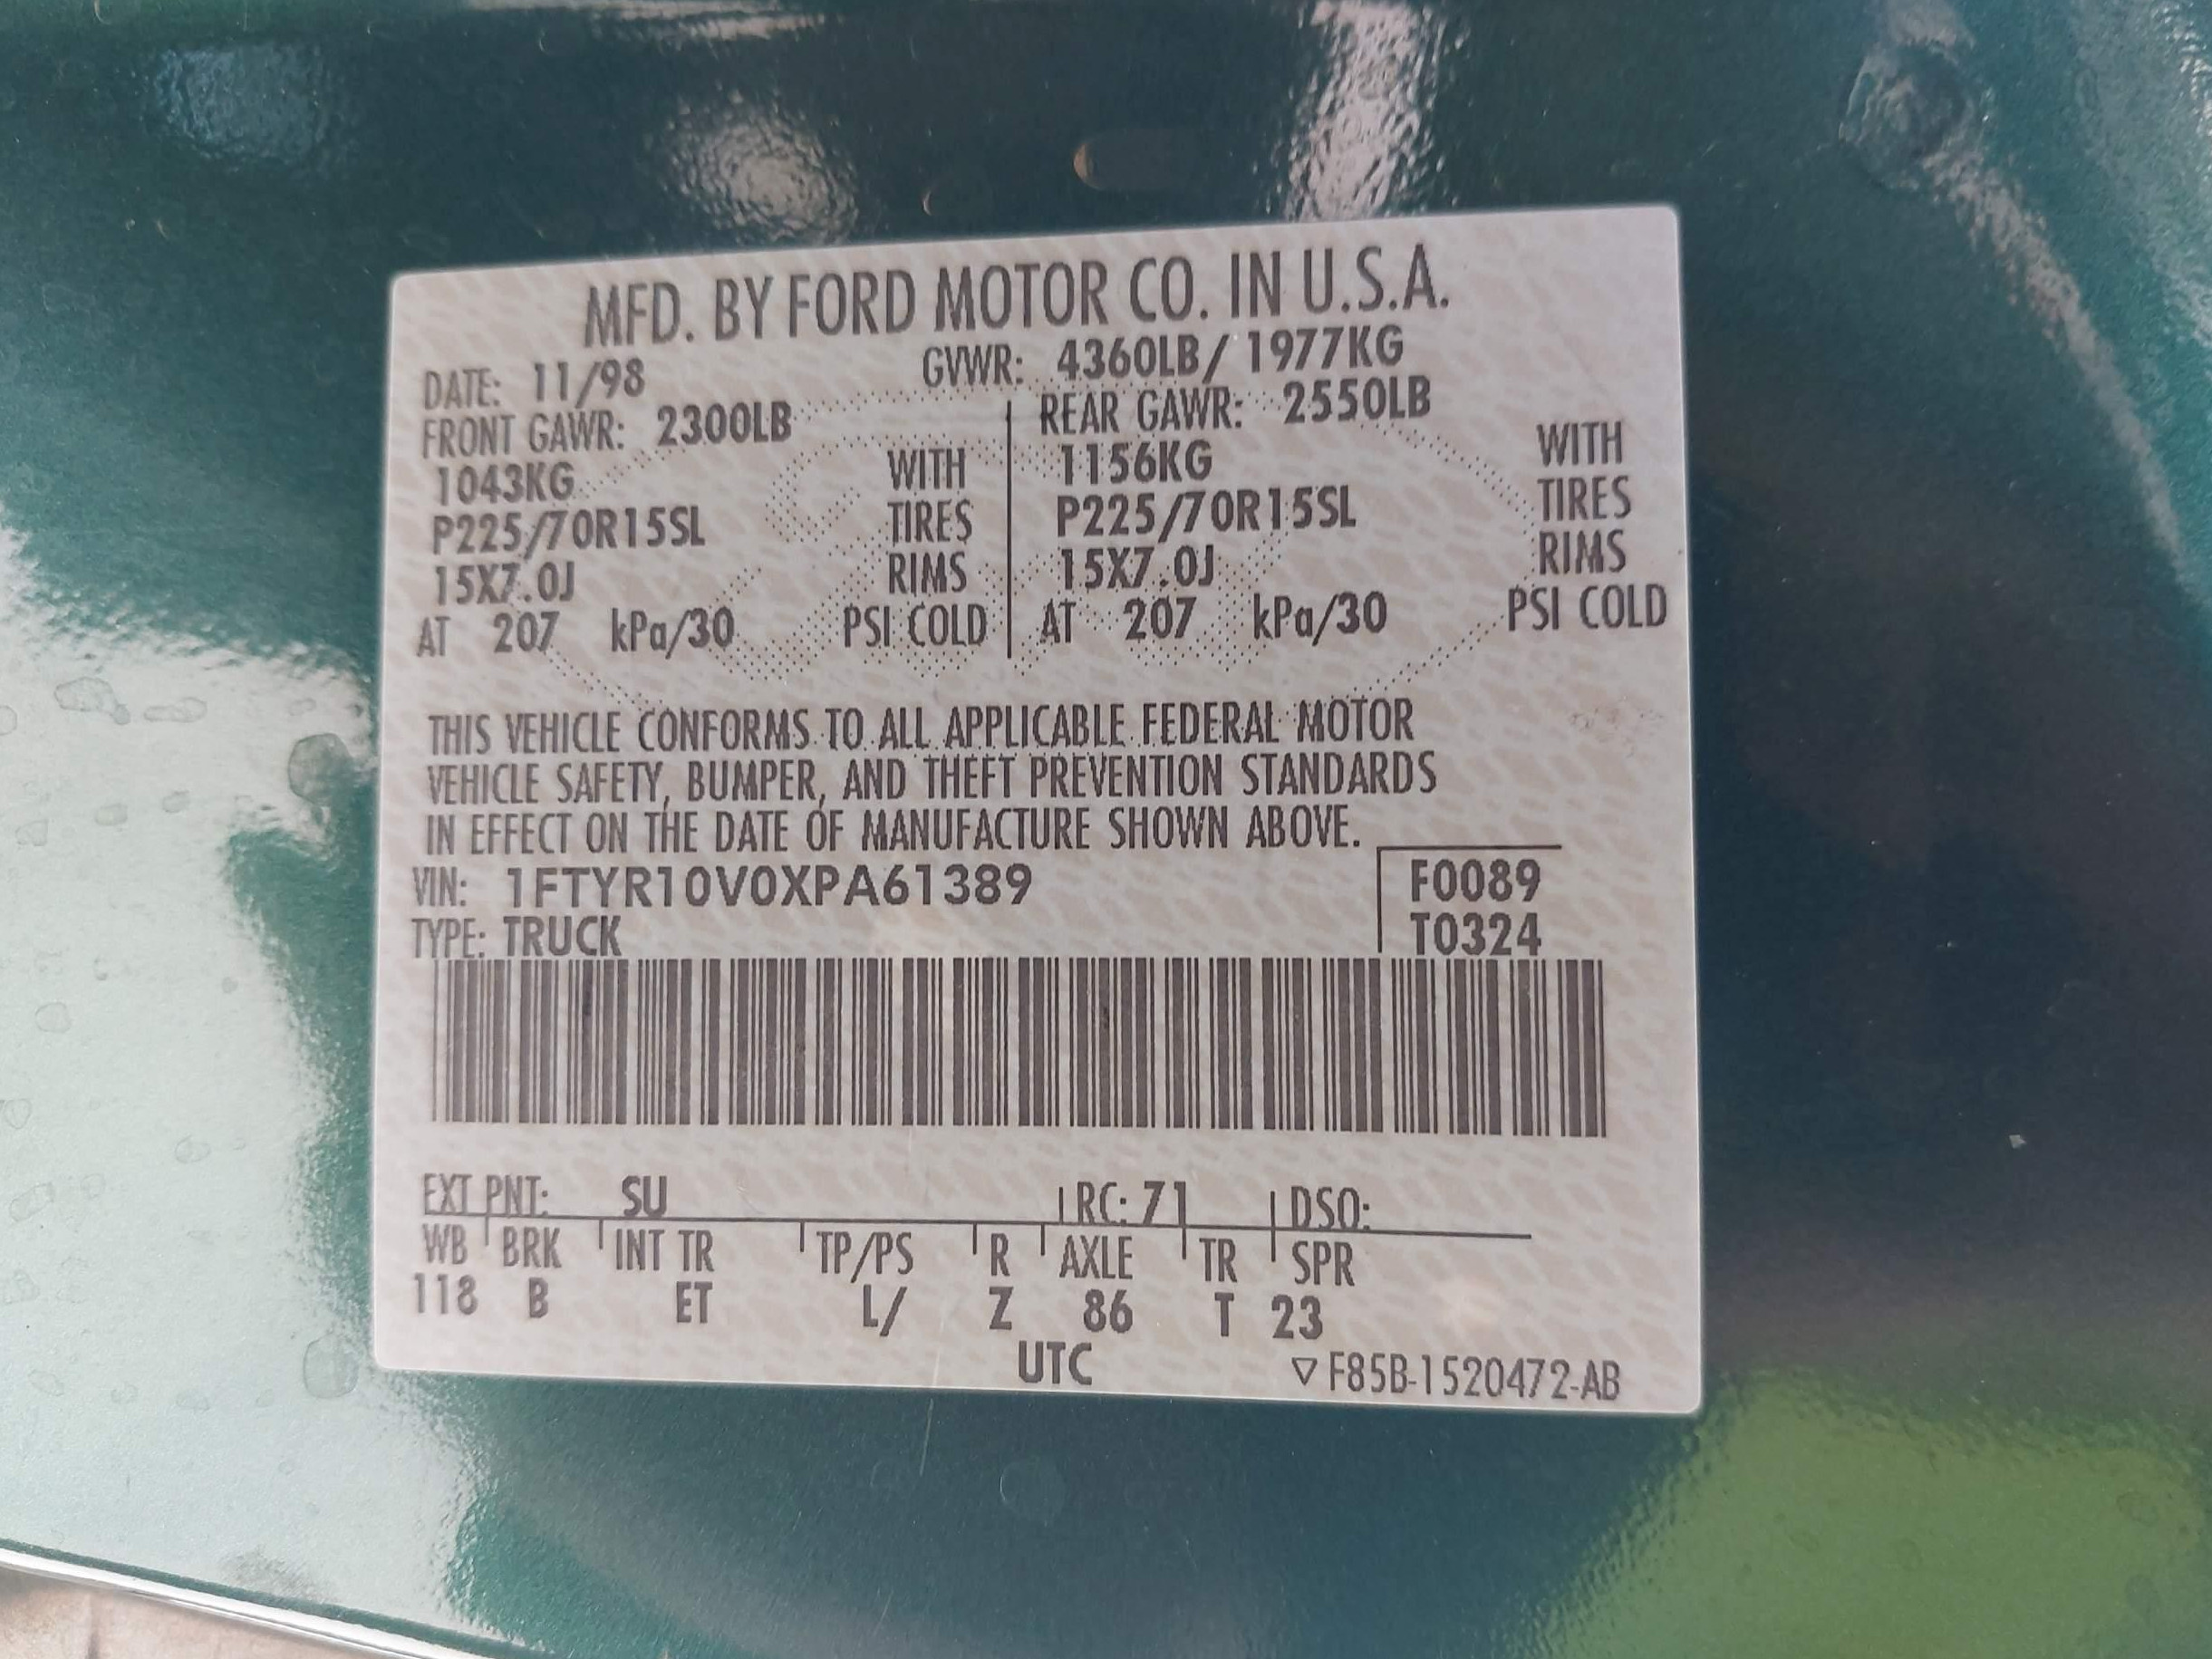 MFD. BY FORD MOTOR CO. IN U.S.A.
DATE: 11/98 GVWR: 4360LB/ 1977KG
FRONT GAWR: 2300LB REAR GAWR: 2550LB
1043KG WITH 1156KG WITH
P225/70R15SL TIRES P225/70R15SL TIRES
15X7.0J RIMS 15X7.0J RIMS
AT 207 kPa/30 PSI COLD AT 207 kPa/30 PSI COLD
THIS VEHICLE CONFORMS TO ALL APPLICABLE FEDERAL MOTOR
VEHICLE SAFETY, BUMPER, AND THEFT PREVENTION STANDARDS
IN EFFECT ON THE DATE OF MANUFACTURE SHOWN ABOVE.
VIN: 1FTYR10V0XPA61389 F0089
TYPE: TRUCK T0324
EXT PNT: SU RC: 71 DSO:
WB BRK INT TR TP/PS R AXLE TR SPR
118 B ET L/ Z 86 T 23
UTC ▽ F85B-1520472-AB